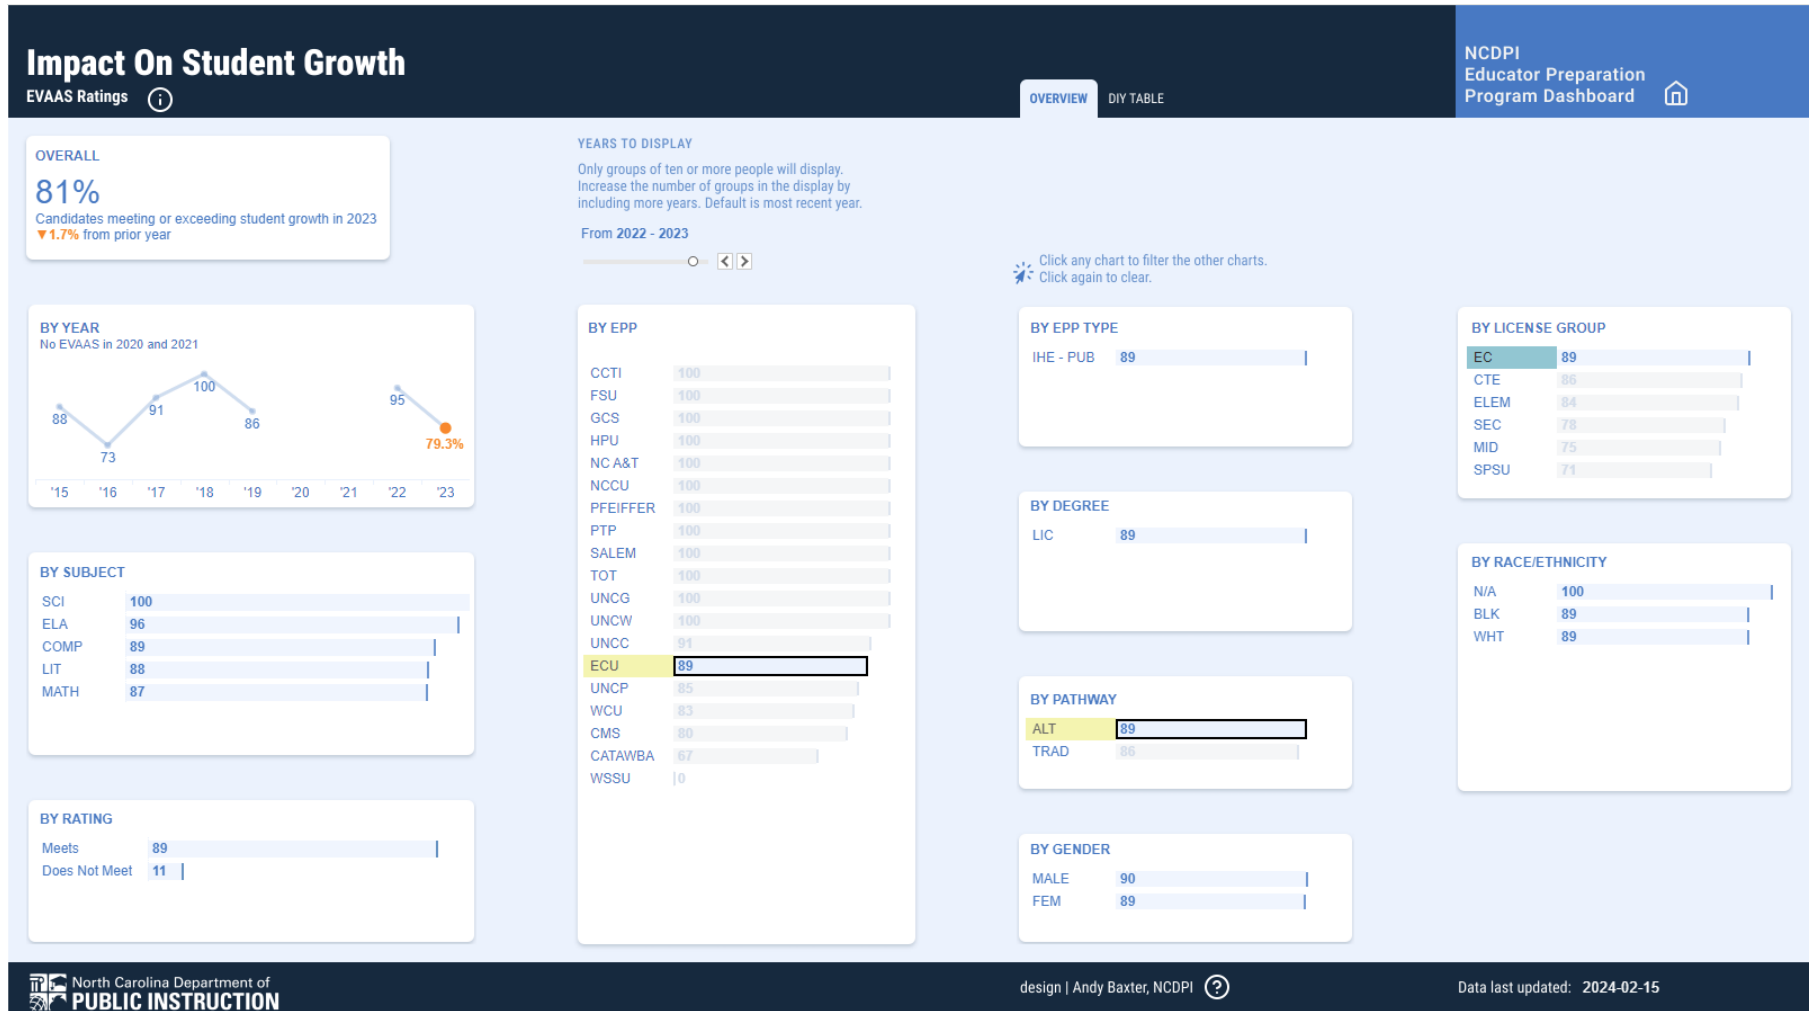 Impact On Student Growth
EVAAS Ratings
OVERVIEW
DIY TABLE
NCDPI
Educator Preparation
Program Dashboard
OVERALL
81%
Candidates meeting or exceeding student growth in 2023
▼1.7% from prior year
YEARS TO DISPLAY
Only groups of ten or more people will display.
Increase the number of groups in the display by
including more years. Default is most recent year.
From 2022 - 2023
Click any chart to filter the other charts.
Click again to clear.
BY YEAR
No EVAAS in 2020 and 2021
88
73
91
100
86
95
79.3%
'15 '16 '17 '18 '19 '20 '21 '22 '23
BY SUBJECT
SCI 100
ELA 96
COMP 89
LIT 88
MATH 87
BY RATING
Meets 89
Does Not Meet 11
BY EPP
CCTI 100
FSU 100
GCS 100
HPU 100
NC A&T 100
NCCU 100
PFEIFFER 100
PTP 100
SALEM 100
TOT 100
UNCG 100
UNCW 100
UNCC 91
ECU 89
UNCP 85
WCU 83
CMS 80
CATAWBA 67
WSSU 0
BY EPP TYPE
IHE - PUB 89
BY DEGREE
LIC 89
BY PATHWAY
ALT 89
TRAD 86
BY GENDER
MALE 90
FEM 89
BY LICENSE GROUP
EC 89
CTE 86
ELEM 84
SEC 78
MID 75
SPSU 71
BY RACE/ETHNICITY
N/A 100
BLK 89
WHT 89
North Carolina Department of
PUBLIC INSTRUCTION
design | Andy Baxter, NCDPI ?
Data last updated: 2024-02-15